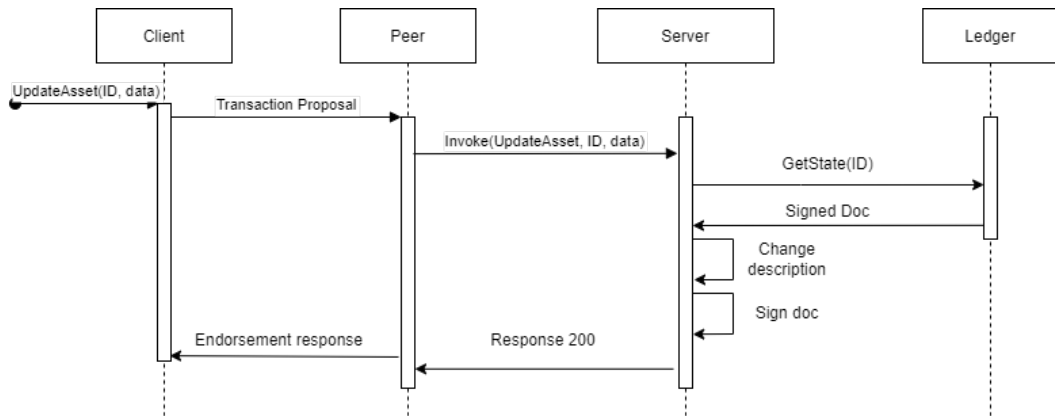 Client
Peer
Server
Ledger
UpdateAsset(ID, data)
Transaction Proposal
Invoke(UpdateAsset, ID, data)
GetState(ID)
Signed Doc
Change
description
Sign doc
Endorsement response
Response 200